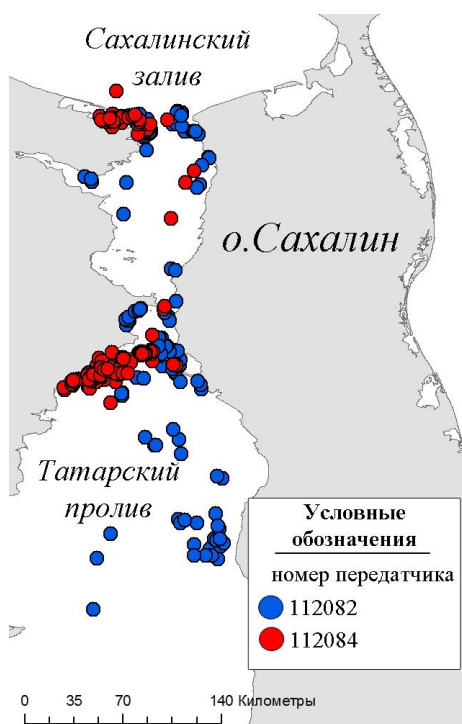 Сахалинский
залив
о.Сахалин
Татарский
пролив
Условные
обозначения
номер передатчика
112082
112084
0 35 70 140 Километры